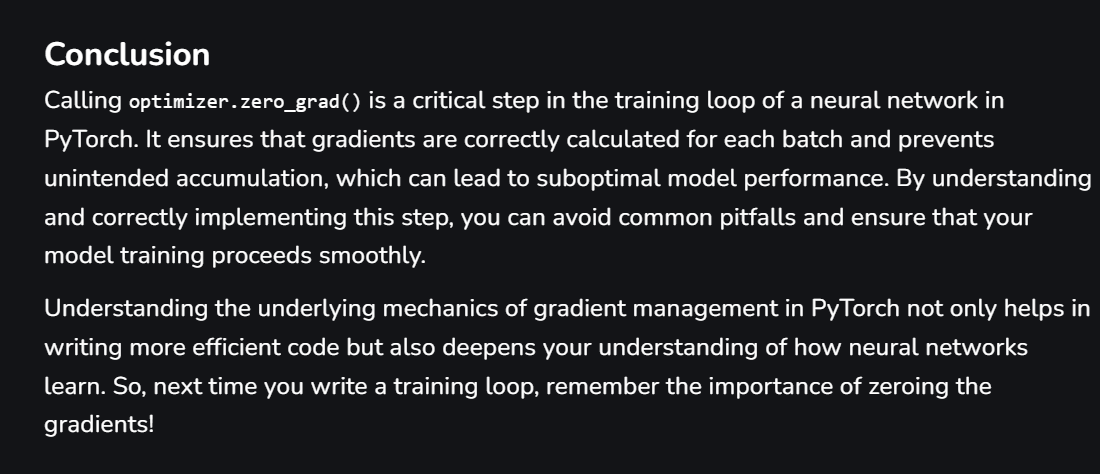 Conclusion
Calling optimizer.zero_grad() is a critical step in the training loop of a neural network in
PyTorch. It ensures that gradients are correctly calculated for each batch and prevents
unintended accumulation, which can lead to suboptimal model performance. By understanding
and correctly implementing this step, you can avoid common pitfalls and ensure that your
model training proceeds smoothly.
Understanding the underlying mechanics of gradient management in PyTorch not only helps in
writing more efficient code but also deepens your understanding of how neural networks
learn. So, next time you write a training loop, remember the importance of zeroing the
gradients!